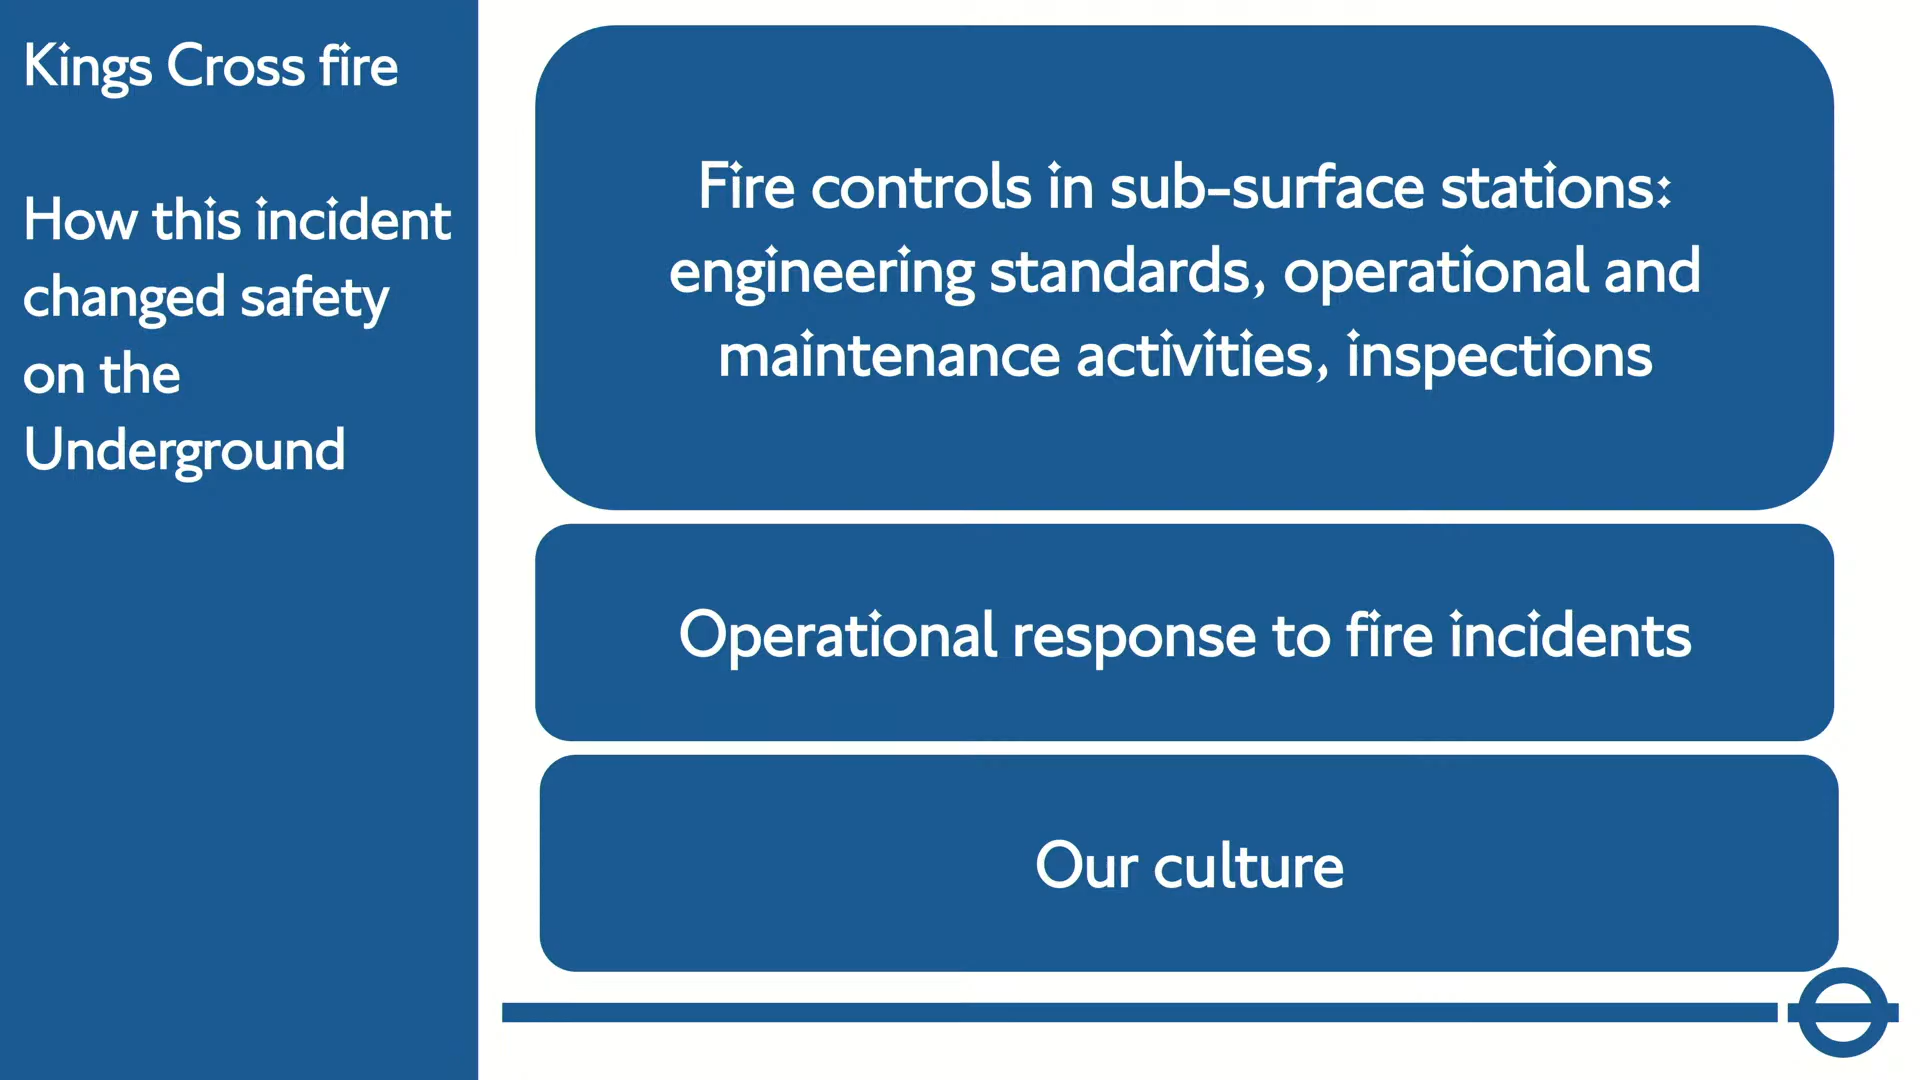 Kings Cross fire
How this incident
changed safety
on the
Underground
Fire controls in sub-surface stations:
engineering standards, operational and
maintenance activities, inspections
Operational response to fire incidents
Our culture